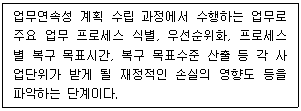 업무연속성 계획 수립 과정에서 수행하는 업무로
주요 업무 프로세스 식별, 우선순위화, 프로세스
별 복구 목표시간, 복구 목표수준 산출 등 각 사
업단위가 받게 될 재정적인 손실의 영향도 등을
파악하는 단계이다.